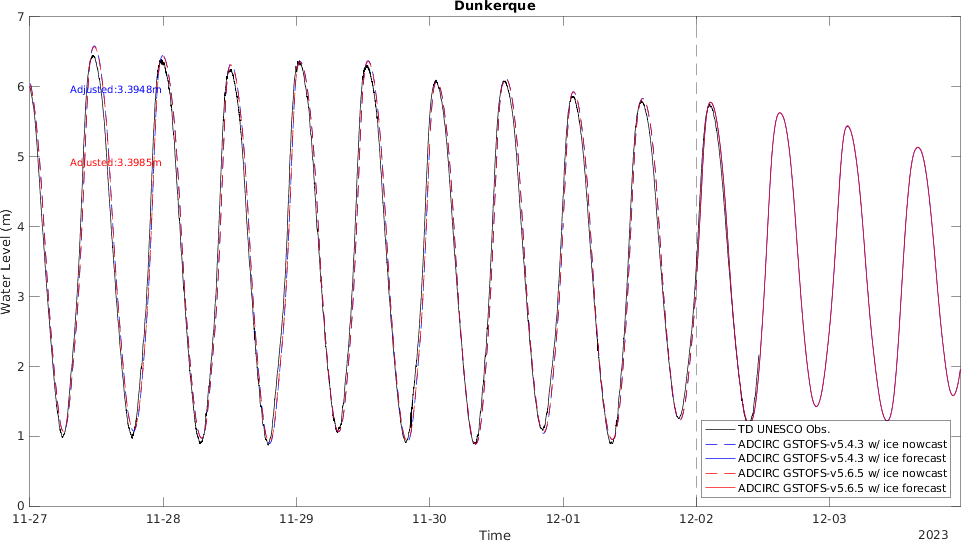 Dunkerque
7
6
5
4
3
2
1
0
Water Level (m)
Adjusted:3.3948m
Adjusted:3.3985m
TD UNESCO Obs.
ADCIRC GSTOFS-v5.4.3 w/ ice nowcast
ADCIRC GSTOFS-v5.4.3 w/ ice forecast
ADCIRC GSTOFS-v5.6.5 w/ ice nowcast
ADCIRC GSTOFS-v5.6.5 w/ ice forecast
11-27 11-28 11-29 11-30 12-01 12-02 12-03
Time
2023